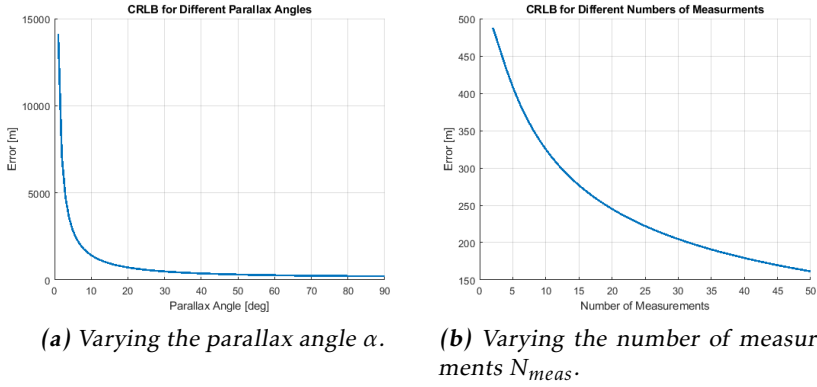 CRLB for Different Parallax Angles
15000
10000
5000
0
Error [m]
0 10 20 30 40 50 60 70 80 90
Parallax Angle [deg]
(a) Varying the parallax angle α.
CRLB for Different Numbers of Measurments
500
450
400
350
300
250
200
150
Error [m]
0 5 10 15 20 25 30 35 40 45 50
Number of Measurements
(b) Varying the number of measur
ments Nmeas.